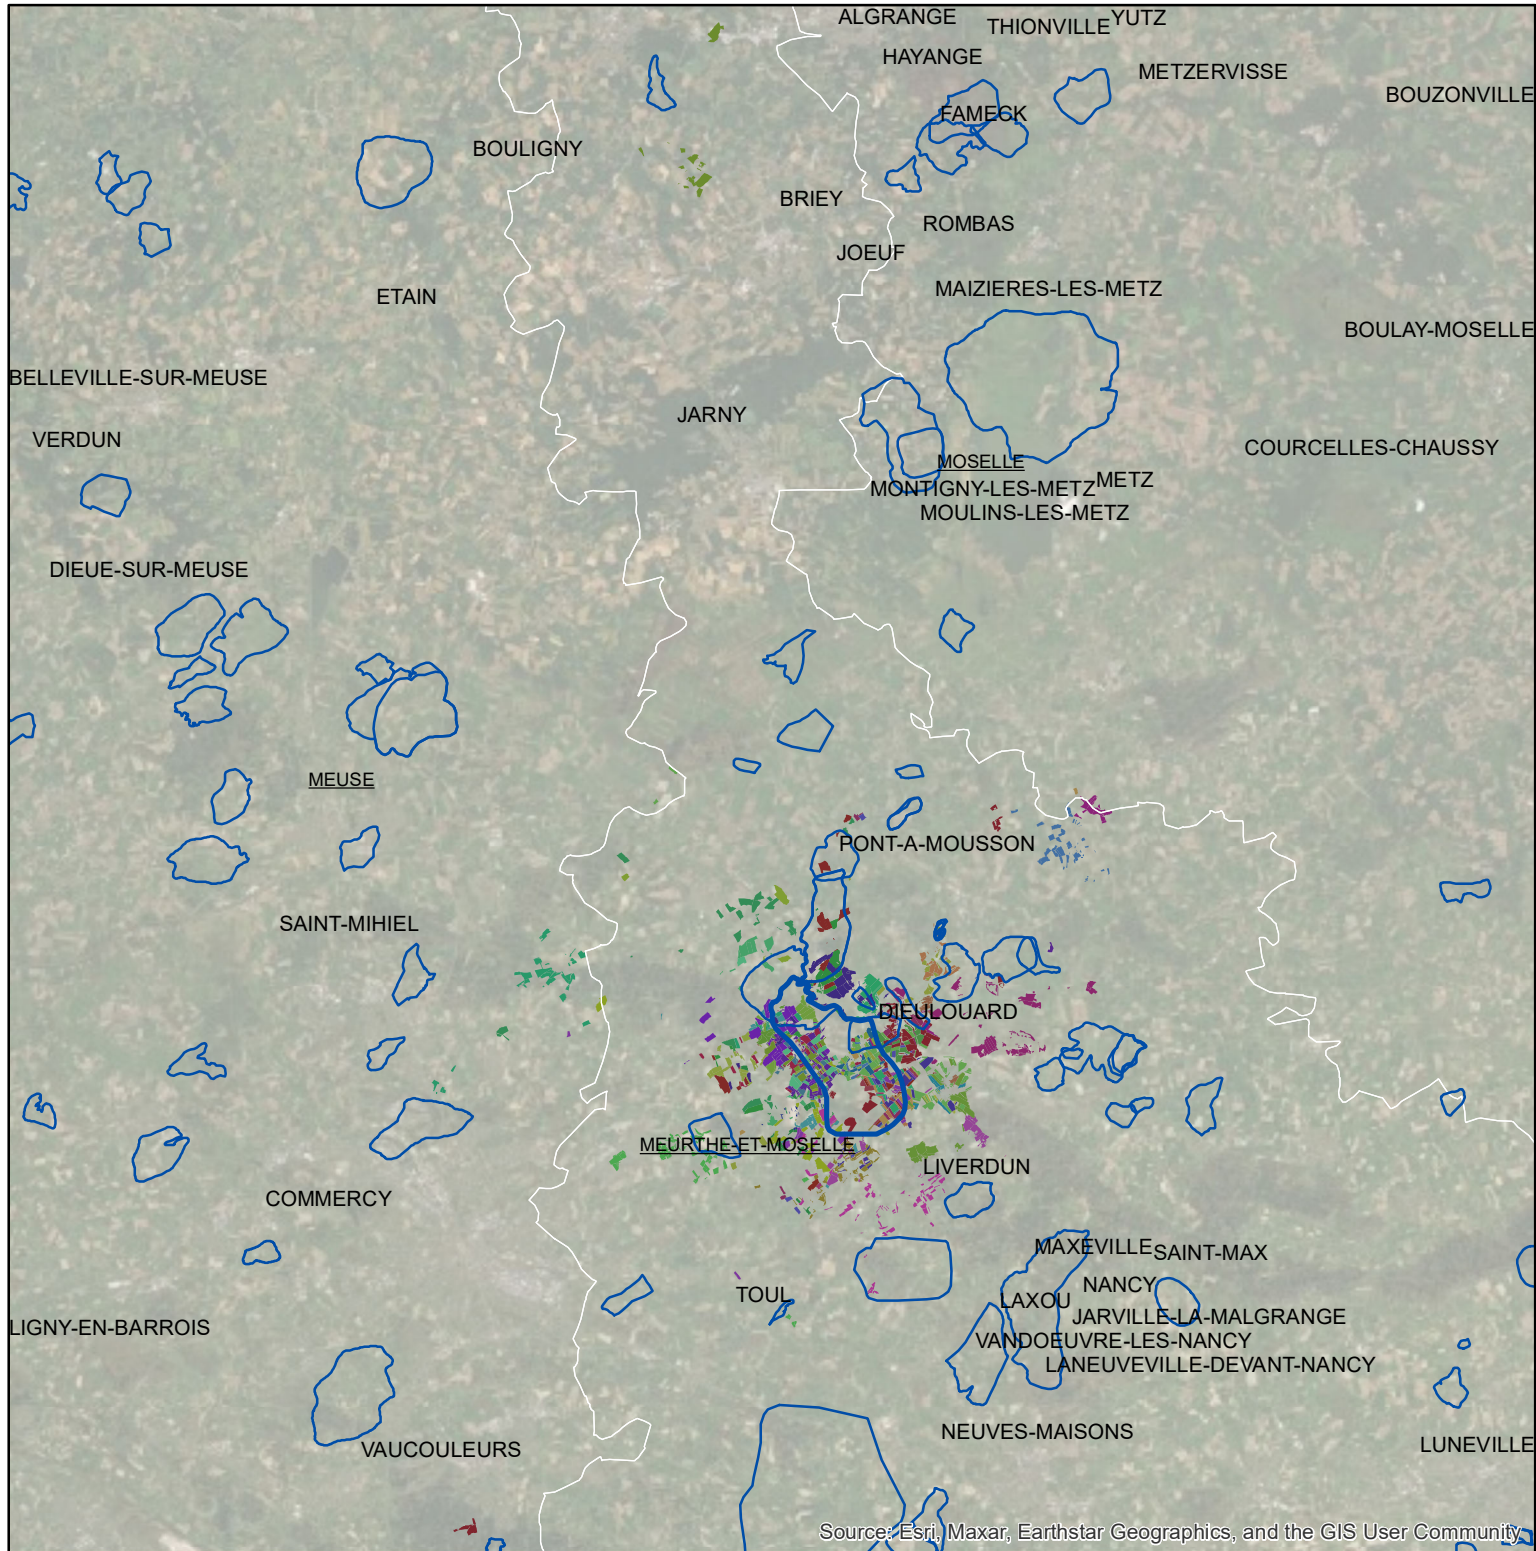 ALGRANGE
THIONVILLE
YUTZ
HAYANGE
METZERVISSE
BOUZONVILLE
FAMECK
BOULIGNY
BRIEY
ROMBAS
JOEUF
MAIZIERES-LES-METZ
ETAIN
BOULAY-MOSELLE
BELLEVILLE-SUR-MEUSE
JARNY
VERDUN
COURCELLES-CHAUSSY
MOSELLE
MONTIGNY-LES-METZ
METZ
MOULINS-LES-METZ
DIEUE-SUR-MEUSE
MEUSE
PONT-A-MOUSSON
SAINT-MIHIEL
DIEULOUARD
MEURTHE-ET-MOSELLE
LIVERDUN
COMMERCY
MAXEVILLE
SAINT-MAX
NANCY
TOUL
LAXOU
JARVILLE-LA-MALGRANGE
LIGNY-EN-BARROIS
VANDOEUVRE-LES-NANCY
LANEUVEVILLE-DEVANT-NANCY
NEUVES-MAISONS
VAUCOULEURS
LUNEVILLE
Source: Esri, Maxar, Earthstar Geographics, and the GIS User Community